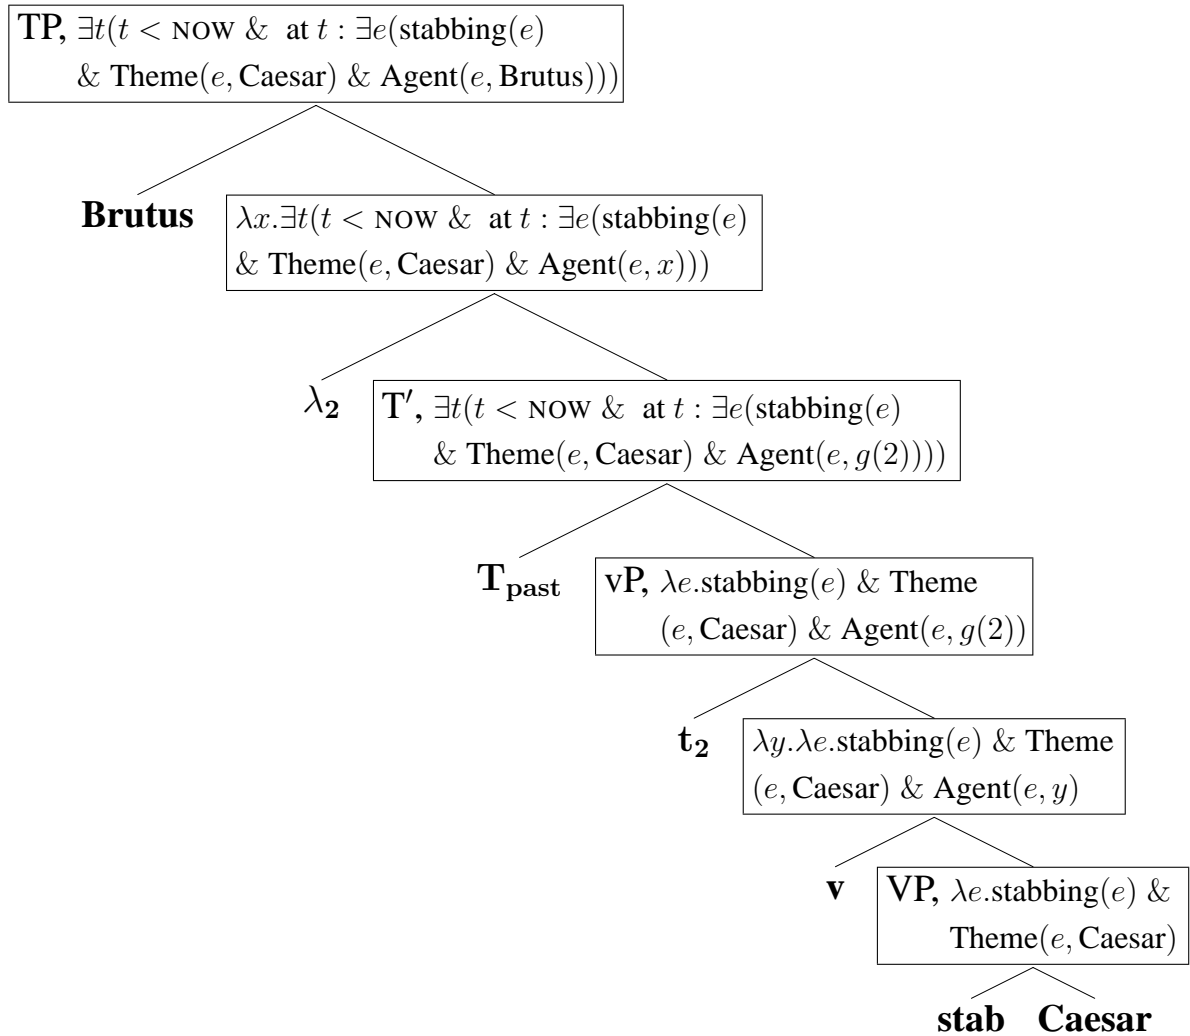 TP, ∃t(t < NOW & at t : ∃e(stabbing(e)
& Theme(e, Caesar) & Agent(e, Brutus)))
Brutus
λx.∃t(t < NOW & at t : ∃e(stabbing(e)
& Theme(e, Caesar) & Agent(e, x)))
λ₂
T′, ∃t(t < NOW & at t : ∃e(stabbing(e)
& Theme(e, Caesar) & Agent(e, g(2))))
T_past
vP, λe.stabbing(e) & Theme
(e, Caesar) & Agent(e, g(2))
t₂
λy.λe.stabbing(e) & Theme
(e, Caesar) & Agent(e, y)
v
VP, λe.stabbing(e) &
Theme(e, Caesar)
stab Caesar